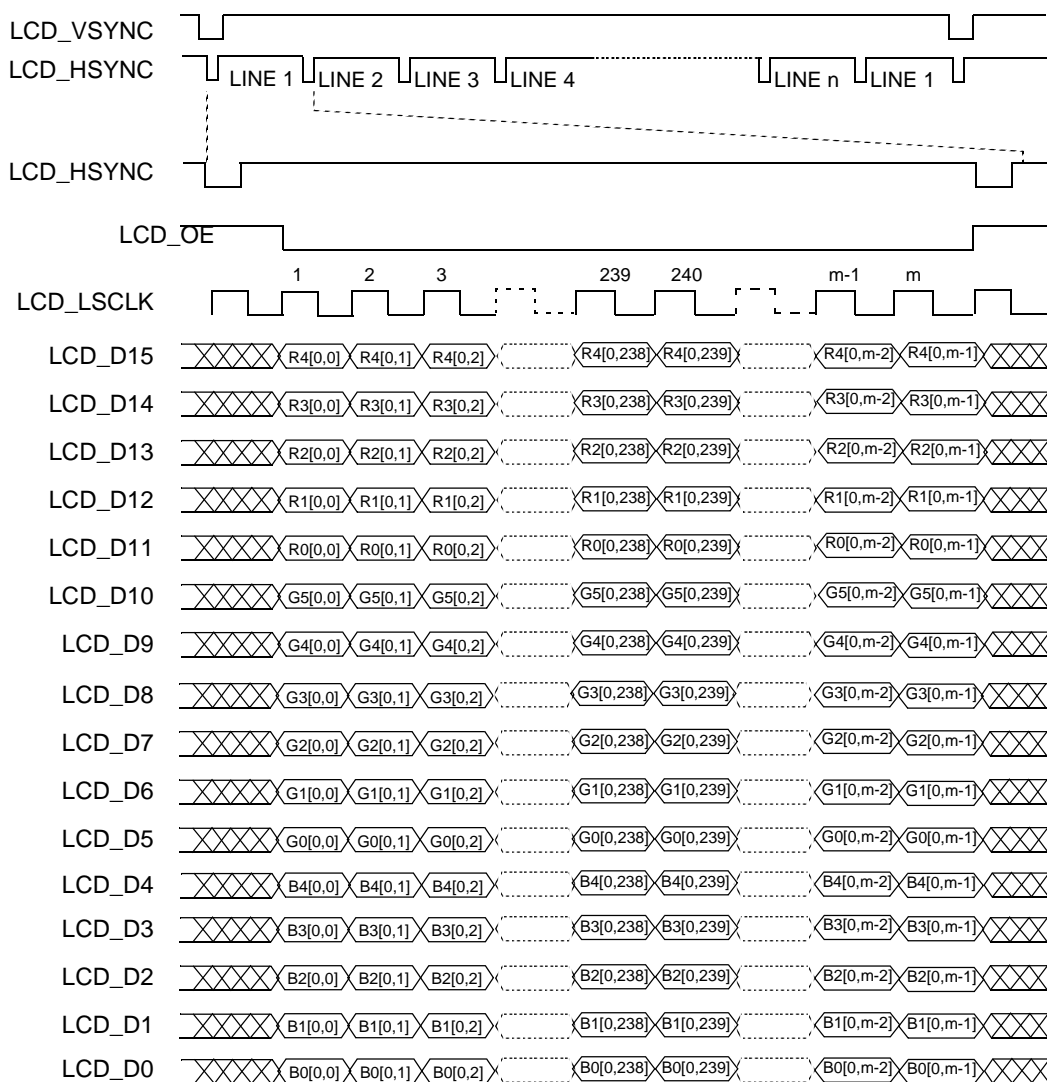 LCD_VSYNC
LCD_HSYNC LINE 1 LINE 2 LINE 3 LINE 4 LINE n LINE 1
LCD_HSYNC
LCD_OE
1 2 3 239 240 m-1 m
LCD_LSCLK
LCD_D15 R4[0,0] R4[0,1] R4[0,2] R4[0,238] R4[0,239] R4[0,m-2] R4[0,m-1]
LCD_D14 R3[0,0] R3[0,1] R3[0,2] R3[0,238] R3[0,239] R3[0,m-2] R3[0,m-1]
LCD_D13 R2[0,0] R2[0,1] R2[0,2] R2[0,238] R2[0,239] R2[0,m-2] R2[0,m-1]
LCD_D12 R1[0,0] R1[0,1] R1[0,2] R1[0,238] R1[0,239] R1[0,m-2] R1[0,m-1]
LCD_D11 R0[0,0] R0[0,1] R0[0,2] R0[0,238] R0[0,239] R0[0,m-2] R0[0,m-1]
LCD_D10 G5[0,0] G5[0,1] G5[0,2] G5[0,238] G5[0,239] G5[0,m-2] G5[0,m-1]
LCD_D9 G4[0,0] G4[0,1] G4[0,2] G4[0,238] G4[0,239] G4[0,m-2] G4[0,m-1]
LCD_D8 G3[0,0] G3[0,1] G3[0,2] G3[0,238] G3[0,239] G3[0,m-2] G3[0,m-1]
LCD_D7 G2[0,0] G2[0,1] G2[0,2] G2[0,238] G2[0,239] G2[0,m-2] G2[0,m-1]
LCD_D6 G1[0,0] G1[0,1] G1[0,2] G1[0,238] G1[0,239] G1[0,m-2] G1[0,m-1]
LCD_D5 G0[0,0] G0[0,1] G0[0,2] G0[0,238] G0[0,239] G0[0,m-2] G0[0,m-1]
LCD_D4 B4[0,0] B4[0,1] B4[0,2] B4[0,238] B4[0,239] B4[0,m-2] B4[0,m-1]
LCD_D3 B3[0,0] B3[0,1] B3[0,2] B3[0,238] B3[0,239] B3[0,m-2] B3[0,m-1]
LCD_D2 B2[0,0] B2[0,1] B2[0,2] B2[0,238] B2[0,239] B2[0,m-2] B2[0,m-1]
LCD_D1 B1[0,0] B1[0,1] B1[0,2] B1[0,238] B1[0,239] B1[0,m-2] B1[0,m-1]
LCD_D0 B0[0,0] B0[0,1] B0[0,2] B0[0,238] B0[0,239] B0[0,m-2] B0[0,m-1]